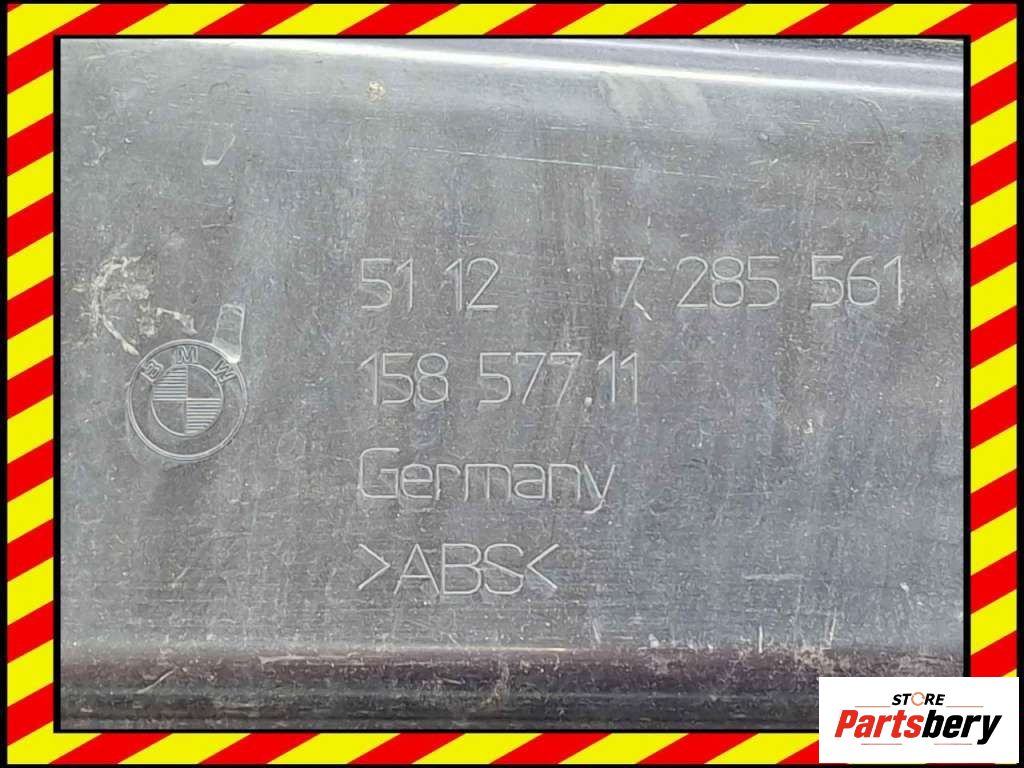 51 12 7 285 561
BMW
158 577.11
Germany
>ABS<
STORE
Partsbery